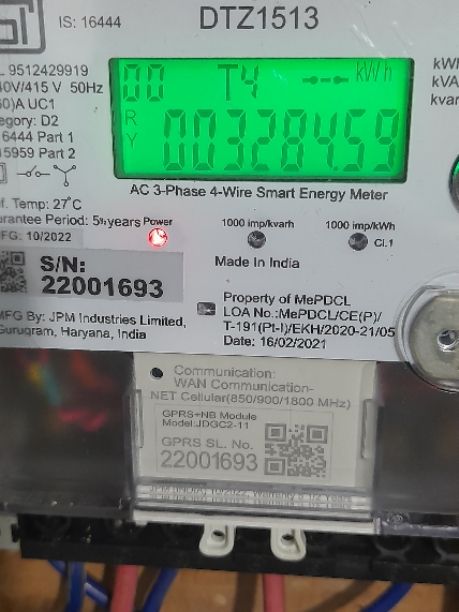 IS: 16444
DTZ1513
9512429919
V/415 V 50Hz
)A UC1
egory: D2
16444 Part 1
15959 Part 2
00 T4 kWh
R
Y
003284.59
kWh
kVA
kvar
AC 3-Phase 4-Wire Smart Energy Meter
f. Temp: 27°C
arantee Period: 5½ years
FG: 10/2022
Power
1000 imp/kvarh
1000 imp/kWh
Cl.1
S/N:
22001693
Made in India
MFG By: JPM Industries Limited,
Gurugram, Haryana, India
Property of MePDCL
LOA No.:MePDCL/CE(P)/
T-191(Pt-I)/EKH/2020-21/05
Date: 16/02/2021
Communication:
WAN Communication-
NET Cellular(850/900/1800 MHz)
GPRS+NB Module
Model:JDGC2-11
GPRS SL. No.
22001693